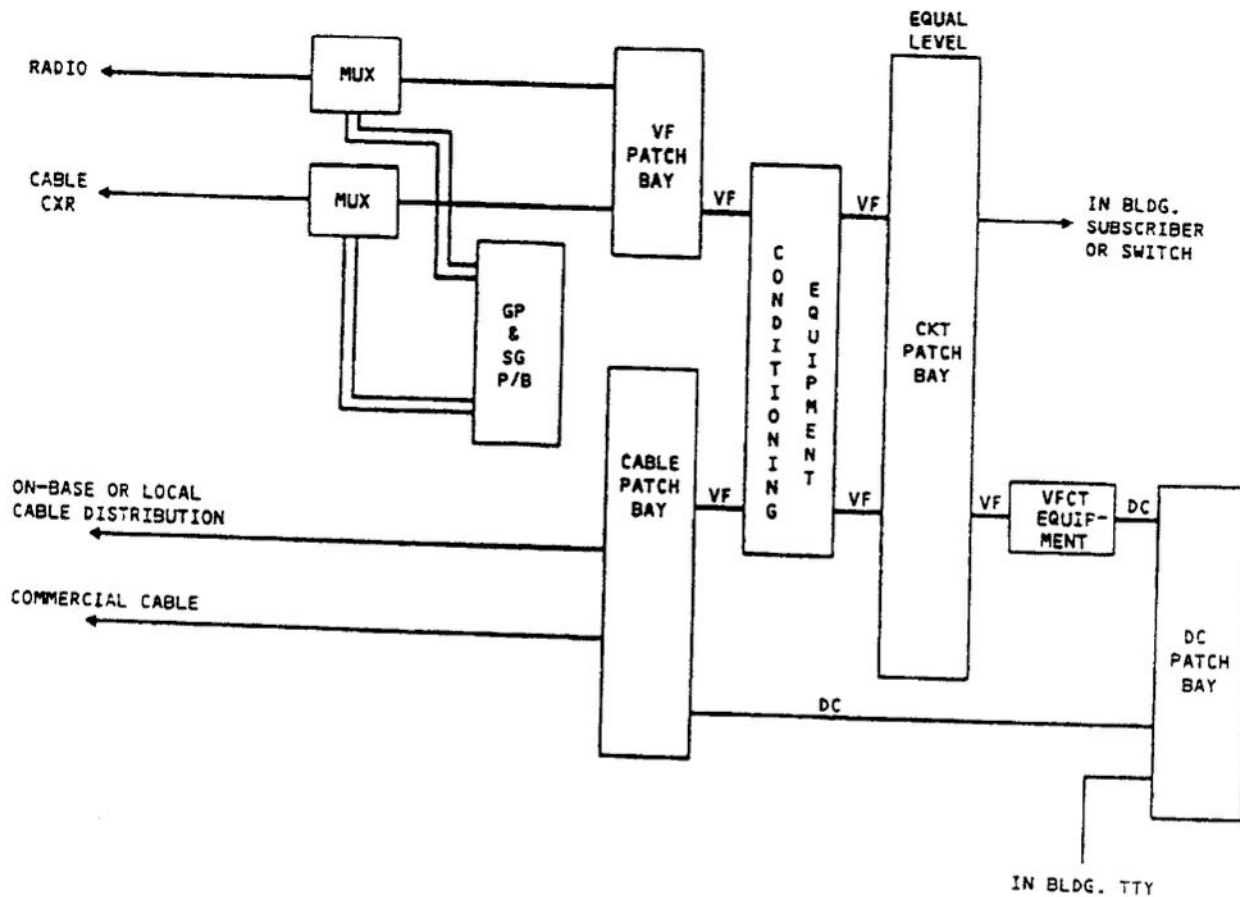 EQUAL
LEVEL
RADIO
MUX
VF
PATCH
BAY
CABLE
CXR
MUX
VF
VF
IN BLDG.
SUBSCRIBER
OR SWITCH
CONDITIONING
EQUIPMENT
GP
&
SG
P/B
CKT
PATCH
BAY
CABLE
PATCH
BAY
ON-BASE OR LOCAL
CABLE DISTRIBUTION
VF
VF
VF
VFCT
EQUIP-
MENT
DC
COMMERCIAL CABLE
DC
PATCH
BAY
DC
IN BLDG. TTY